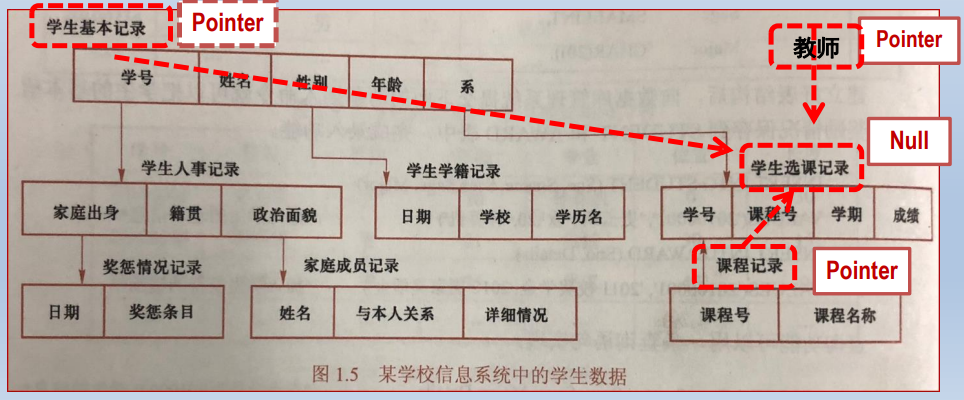 学生基本记录
Pointer
教师
Pointer
学号 姓名 性别 年龄 系
Null
学生人事记录
学生学籍记录
学生选课记录
家庭出身 籍贯 政治面貌
日期 学校 学历名
学号 课程号 学期 成绩
奖惩情况记录
家庭成员记录
课程记录
Pointer
日期 奖惩条目
姓名 与本人关系 详细情况
课程号 课程名称
图 1.5 某学校信息系统中的学生数据